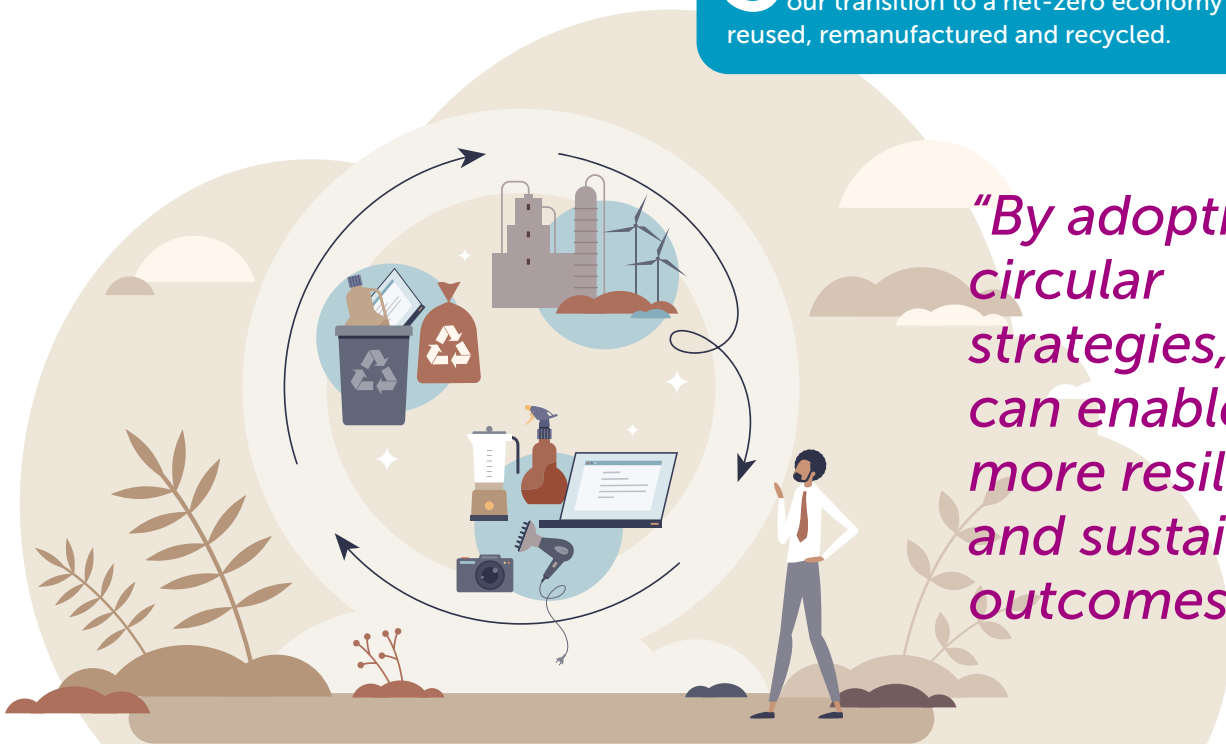 our transition to a net-zero economy
reused, remanufactured and recycled.
“By adopti
circular
strategies,
can enable
more resil
and sustai
outcomes